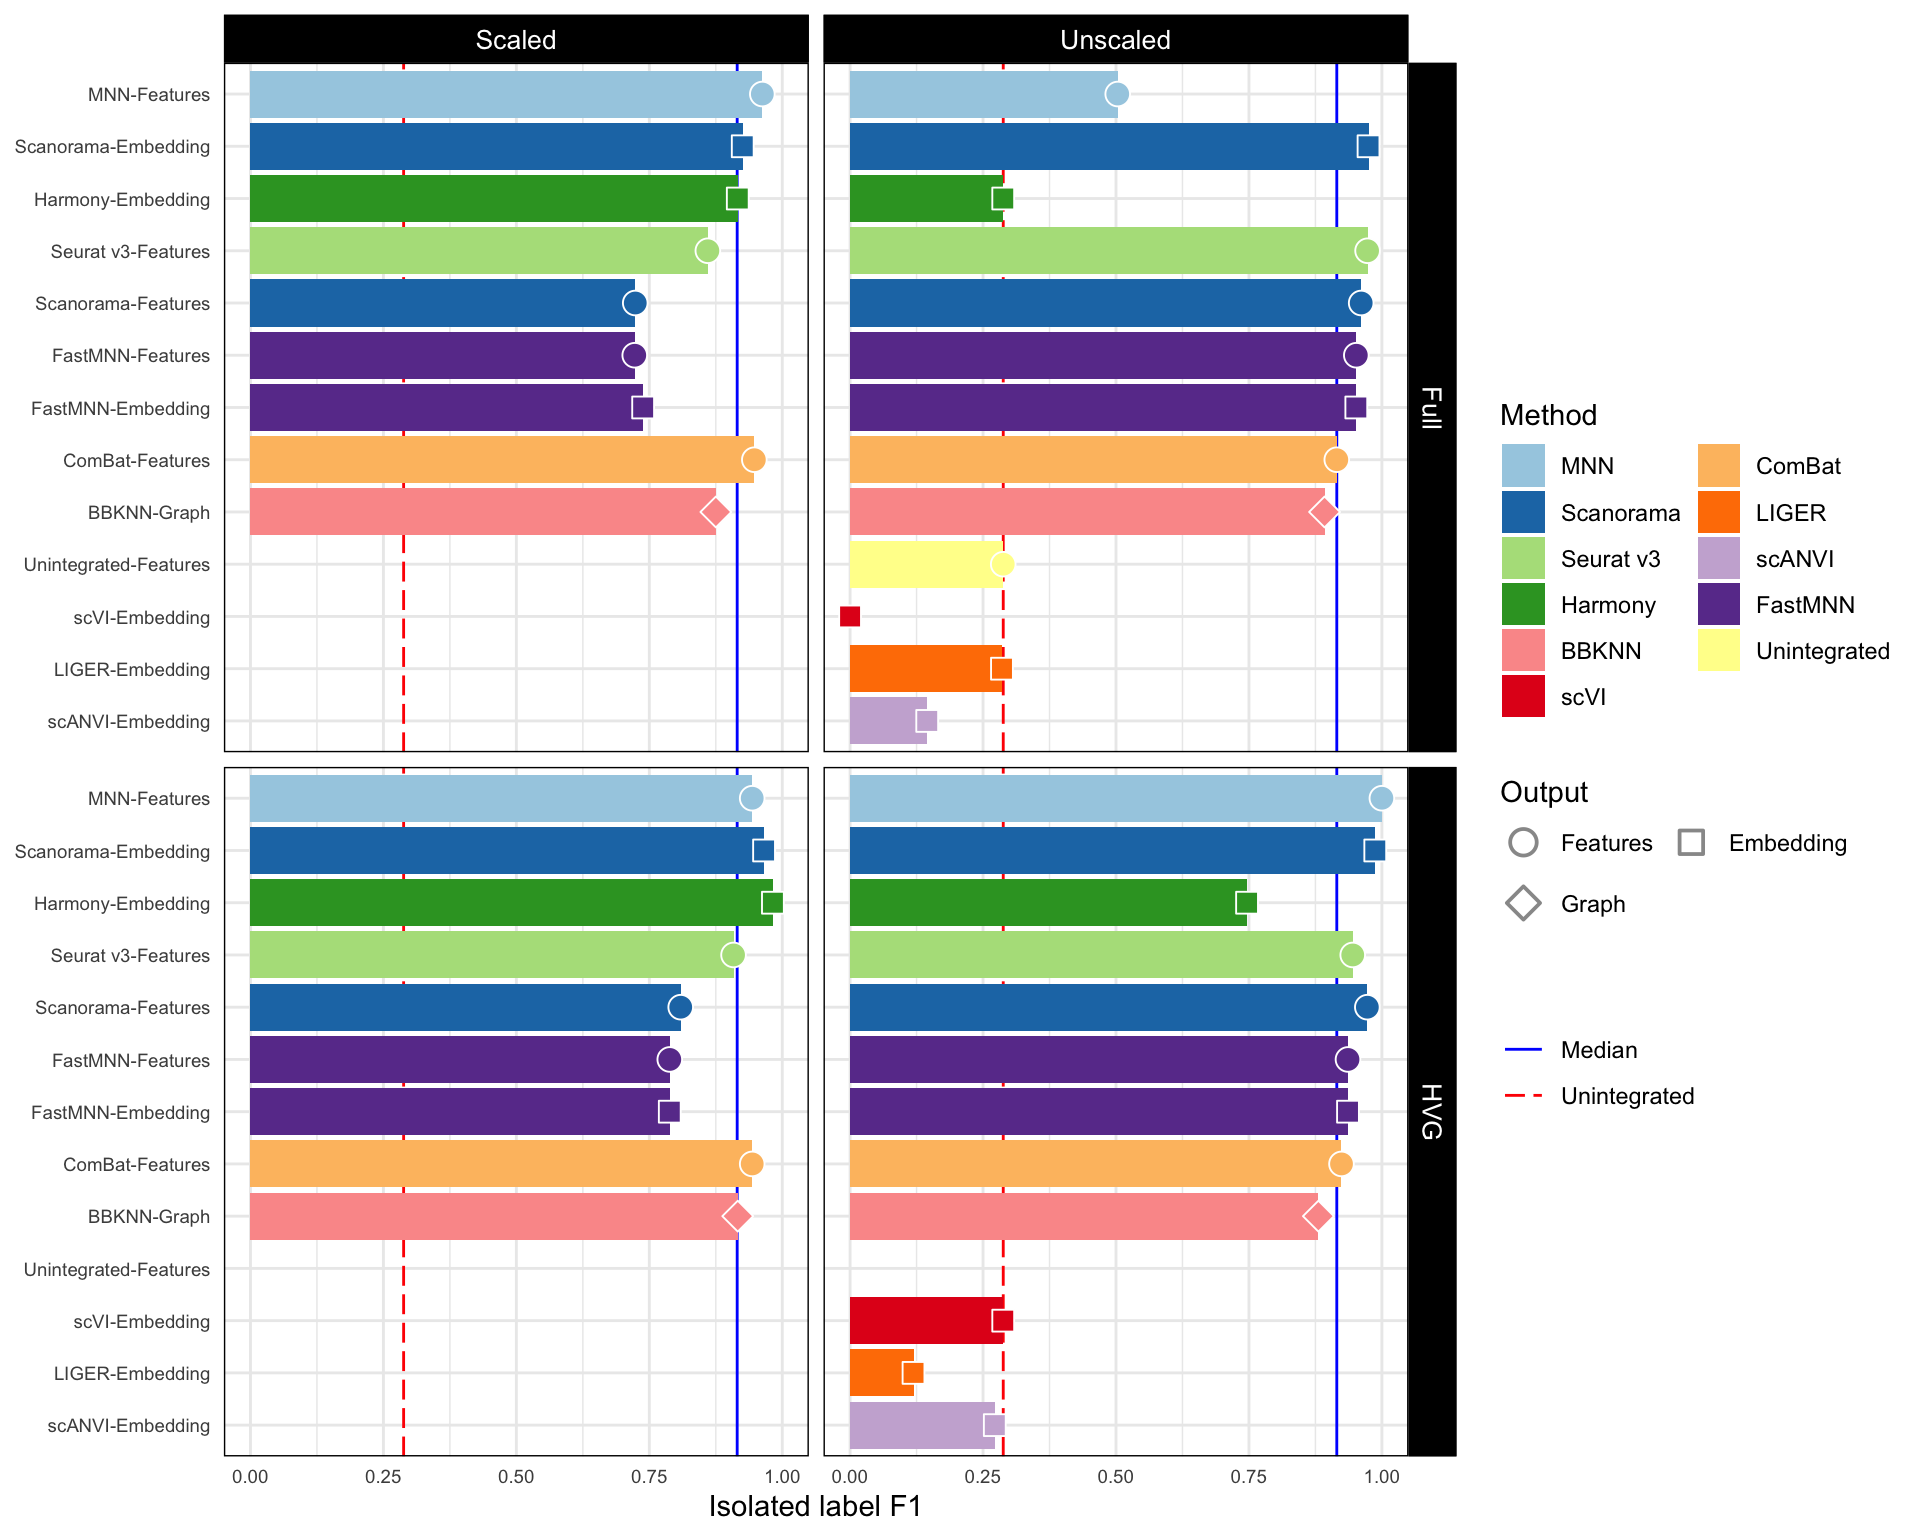 Scaled
Unscaled
MNN-Features
Scanorama-Embedding
Harmony-Embedding
Seurat v3-Features
Scanorama-Features
FastMNN-Features
FastMNN-Embedding
ComBat-Features
BBKNN-Graph
Unintegrated-Features
scVI-Embedding
LIGER-Embedding
scANVI-Embedding
Full
MNN-Features
Scanorama-Embedding
Harmony-Embedding
Seurat v3-Features
Scanorama-Features
FastMNN-Features
FastMNN-Embedding
ComBat-Features
BBKNN-Graph
Unintegrated-Features
scVI-Embedding
LIGER-Embedding
scANVI-Embedding
HVG
0.00 0.25 0.50 0.75 1.00
0.00 0.25 0.50 0.75 1.00
Isolated label F1
Method
MNN
Scanorama
Seurat v3
Harmony
BBKNN
scVI
ComBat
LIGER
scANVI
FastMNN
Unintegrated
Output
Features
Embedding
Graph
Median
Unintegrated